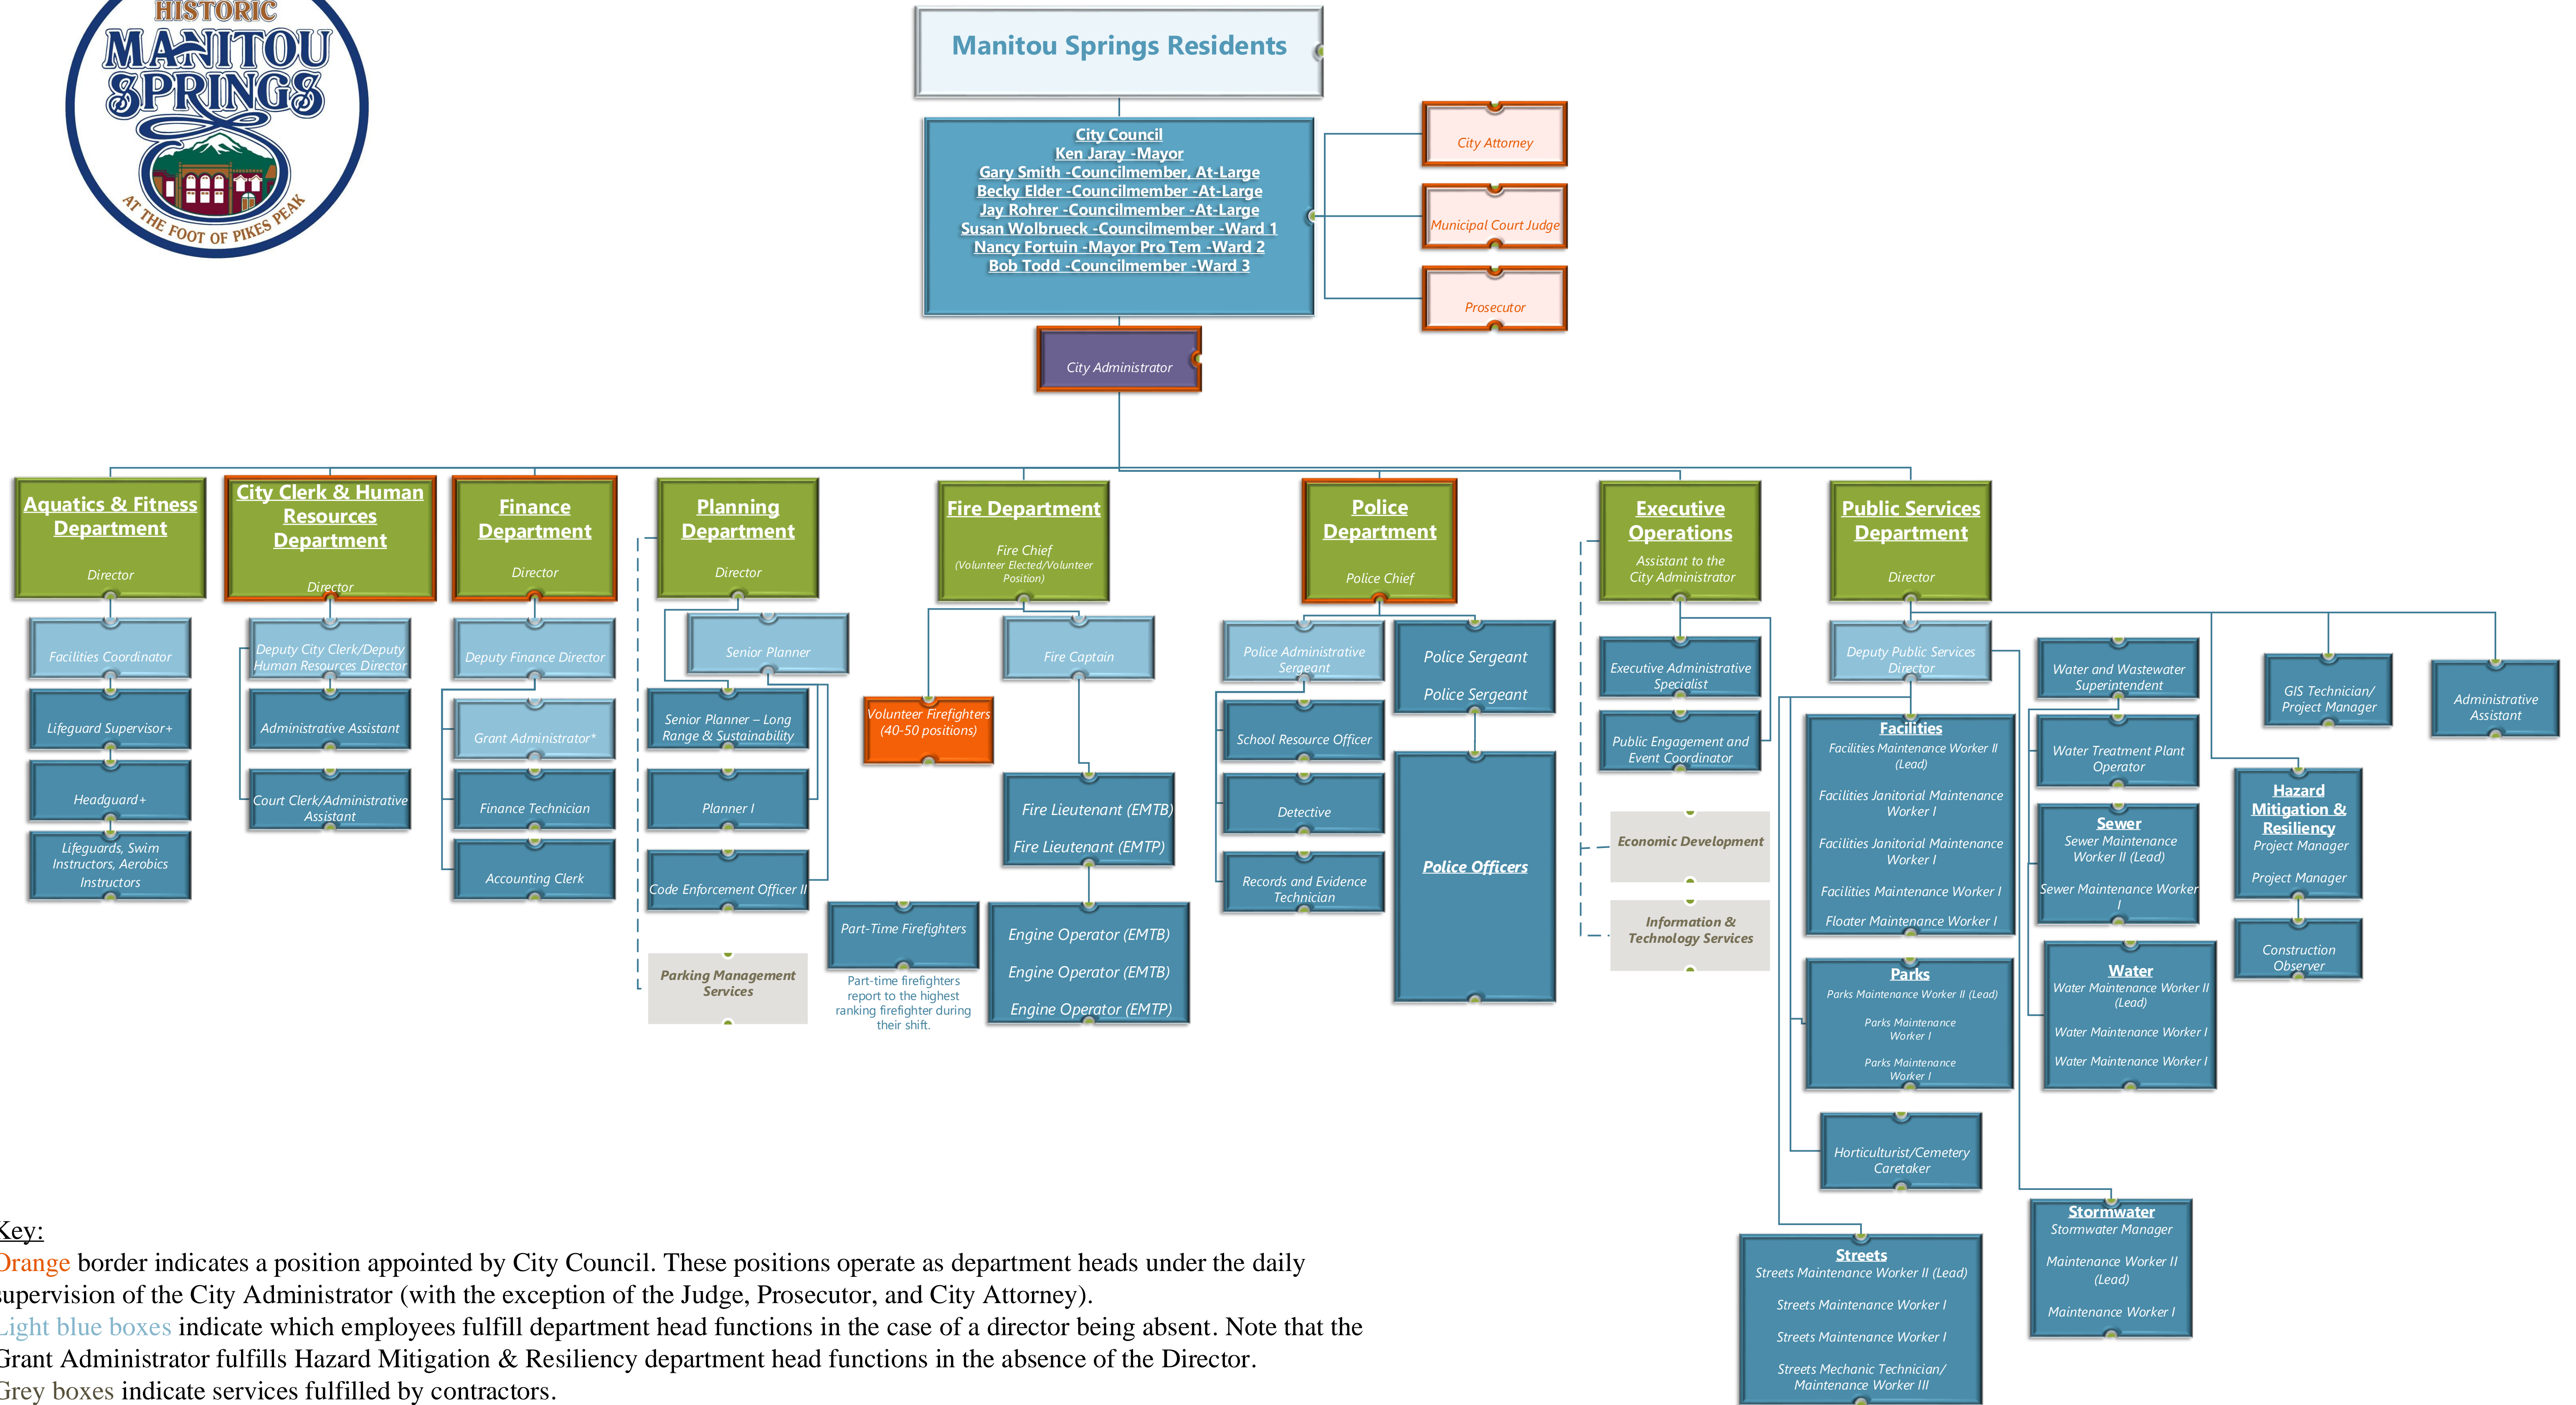 HISTORIC
MANITOU
SPRINGS
AT THE FOOT OF PIKES PEAK
Manitou Springs Residents
City Council
Ken Jaray -Mayor
Gary Smith -Councilmember, At-Large
Becky Elder -Councilmember -At-Large
Jay Rohrer -Councilmember -At-Large
Susan Wolbrueck -Councilmember -Ward 1
Nancy Fortuin -Mayor Pro Tem -Ward 2
Bob Todd -Councilmember -Ward 3
City Attorney
Municipal Court Judge
Prosecutor
City Administrator
Aquatics & Fitness
Department
Director
Facilities Coordinator
Lifeguard Supervisor+
Headguard+
Lifeguards, Swim
Instructors, Aerobics
Instructors
City Clerk & Human
Resources
Department
Director
Deputy City Clerk/Deputy
Human Resources Director
Administrative Assistant
Court Clerk/Administrative
Assistant
Finance
Department
Director
Deputy Finance Director
Grant Administrator*
Finance Technician
Accounting Clerk
Planning
Department
Director
Senior Planner
Senior Planner – Long
Range & Sustainability
Planner I
Code Enforcement Officer II
Parking Management
Services
Fire Department
Fire Chief
(Volunteer Elected/Volunteer
Position)
Fire Captain
Volunteer Firefighters
(40-50 positions)
Fire Lieutenant (EMTB)
Fire Lieutenant (EMTP)
Part-Time Firefighters
Part-time firefighters
report to the highest
ranking firefighter during
their shift.
Engine Operator (EMTB)
Engine Operator (EMTB)
Engine Operator (EMTP)
Police
Department
Police Chief
Police Administrative
Sergeant
School Resource Officer
Detective
Records and Evidence
Technician
Police Sergeant
Police Sergeant
Police Officers
Executive
Operations
Assistant to the
City Administrator
Executive Administrative
Specialist
Public Engagement and
Event Coordinator
Economic Development
Information &
Technology Services
Public Services
Department
Director
Deputy Public Services
Director
Facilities
Facilities Maintenance Worker II
(Lead)
Facilities Janitorial Maintenance
Worker I
Facilities Janitorial Maintenance
Worker I
Facilities Maintenance Worker I
Floater Maintenance Worker I
Parks
Parks Maintenance Worker II (Lead)
Parks Maintenance
Worker I
Parks Maintenance
Worker I
Horticulturist/Cemetery
Caretaker
Streets
Streets Maintenance Worker II (Lead)
Streets Maintenance Worker I
Streets Maintenance Worker I
Streets Mechanic Technician/
Maintenance Worker III
Water and Wastewater
Superintendent
Water Treatment Plant
Operator
Sewer
Sewer Maintenance
Worker II (Lead)
Sewer Maintenance Worker
I
Water
Water Maintenance Worker II
(Lead)
Water Maintenance Worker I
Water Maintenance Worker I
Stormwater
Stormwater Manager
Maintenance Worker II
(Lead)
Maintenance Worker I
GIS Technician/
Project Manager
Hazard
Mitigation &
Resiliency
Project Manager
Project Manager
Construction
Observer
Administrative
Assistant
Key:
Orange border indicates a position appointed by City Council. These positions operate as department heads under the daily
supervision of the City Administrator (with the exception of the Judge, Prosecutor, and City Attorney).
Light blue boxes indicate which employees fulfill department head functions in the case of a director being absent. Note that the
Grant Administrator fulfills Hazard Mitigation & Resiliency department head functions in the absence of the Director.
Grey boxes indicate services fulfilled by contractors.